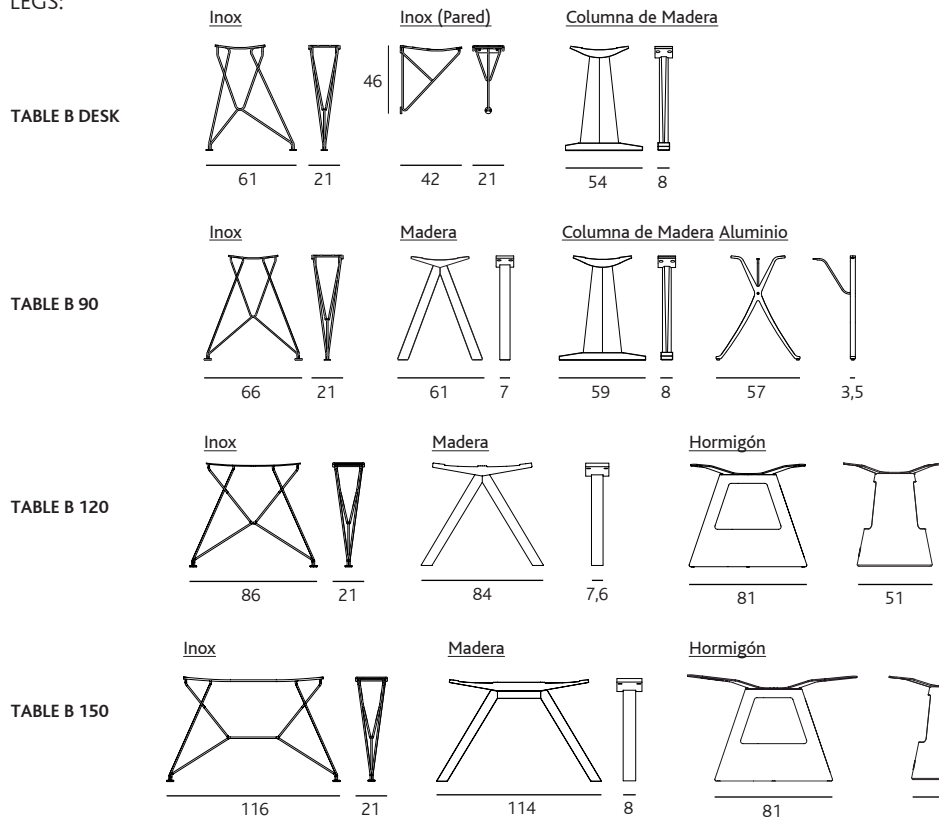 LEGS:
Inox Inox (Pared) Columna de Madera
46
TABLE B DESK
61 21 42 21 54 8
Inox Madera Columna de Madera Aluminio
TABLE B 90
66 21 61 7 59 8 57 3,5
Inox Madera Hormigón
TABLE B 120
86 21 84 7,6 81 51
Inox Madera Hormigón
TABLE B 150
116 21 114 8 81